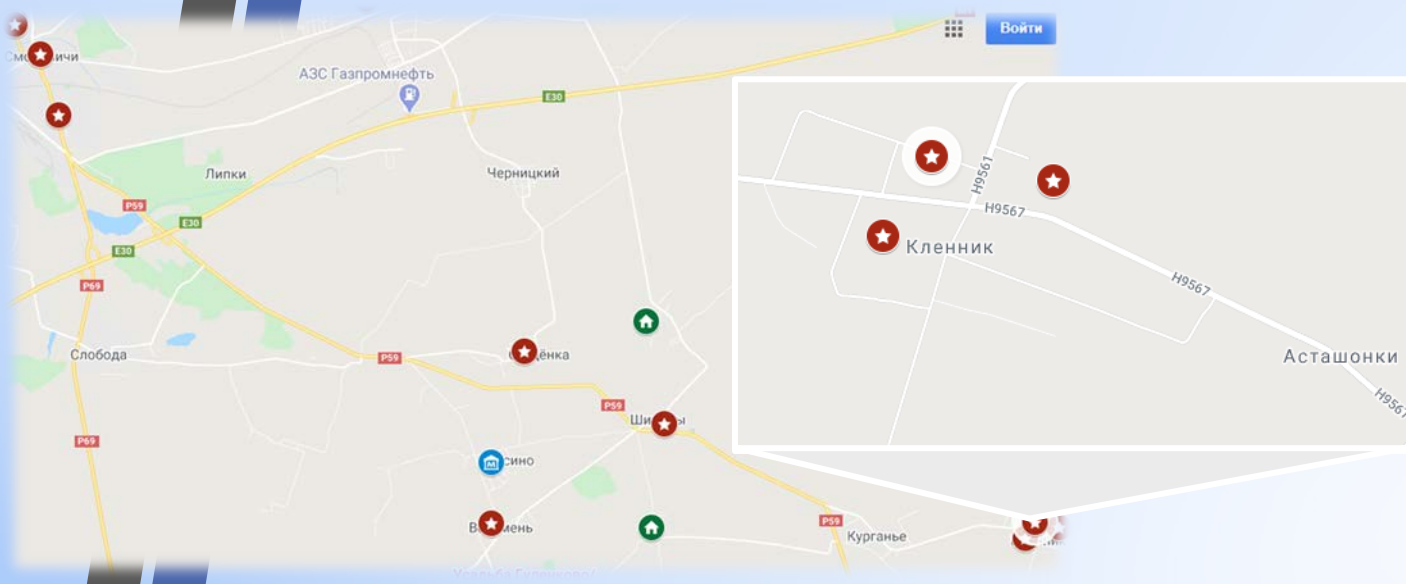 Войти
АЗС Газпромнефть
E30
Липки
Черницкий
P59
E30
E30
P69
H9561
H9567
Кленник
H9567
Асташонки
H9567
Слобода
P59
P59
P69
P59
Курганье